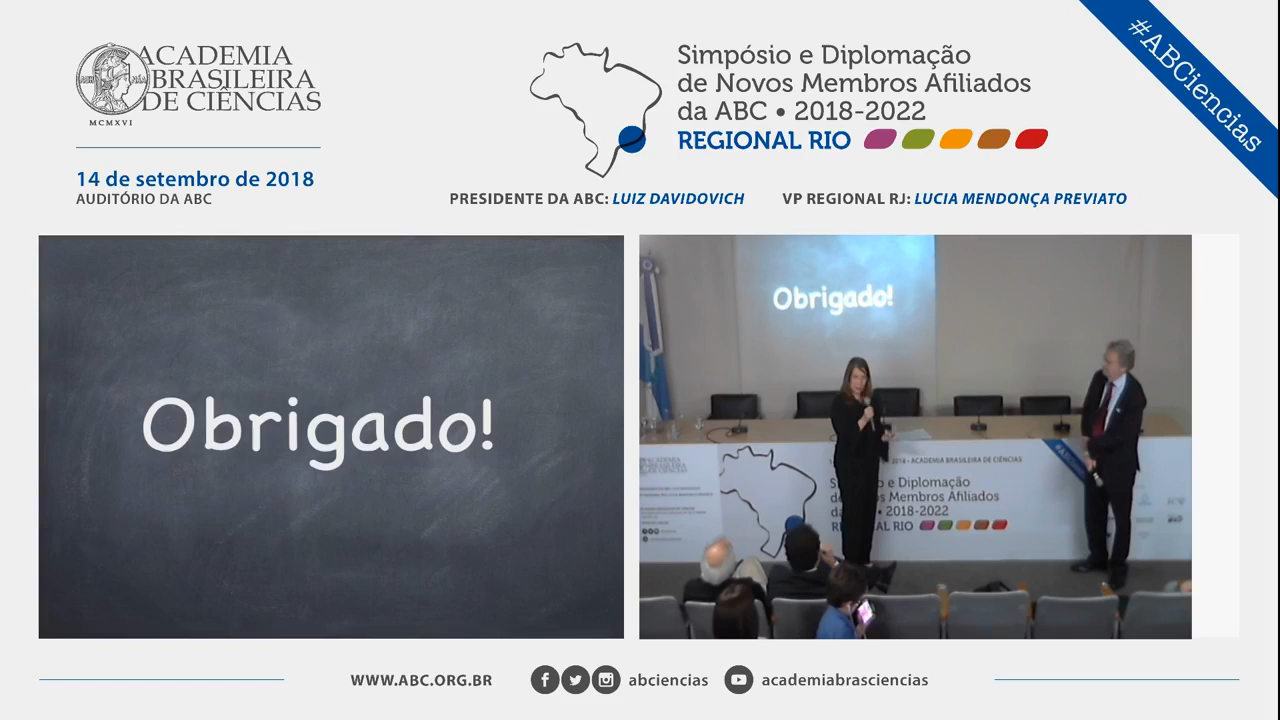 ACADEMIA
BRASILEIRA
DE CIÊNCIAS
MCMXVI
14 de setembro de 2018
AUDITÓRIO DA ABC
Simpósio e Diplomação
de Novos Membros Afiliados
da ABC • 2018-2022
REGIONAL RIO
#ABCiencias
PRESIDENTE DA ABC: LUIZ DAVIDOVICH
VP REGIONAL RJ: LUCIA MENDONÇA PREVIATO
Obrigado!
Obrigado!
2018 • ACADEMIA BRASILEIRA DE CIÊNCIAS
e Diplomação
Membros Afiliados
2018-2022
REGIONAL RIO
WWW.ABC.ORG.BR
abciencias
academiabrasciencias